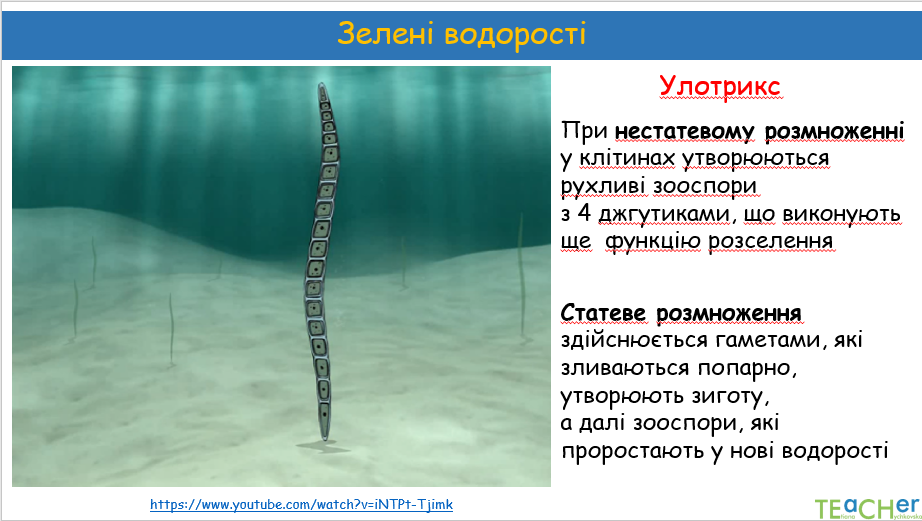 Зелені водорості
Улотрикс
При нестатевому розмноженні
у клітинах утворюються
рухливі зооспори
з 4 джгутиками, що виконують
ще функцію розселення
Статеве розмноження
здійснюється гаметами, які
зливаються попарно,
утворюють зиготу,
а далі зооспори, які
проростають у нові водорості
https://www.youtube.com/watch?v=iNTPt-Tjimk
TEaCHer